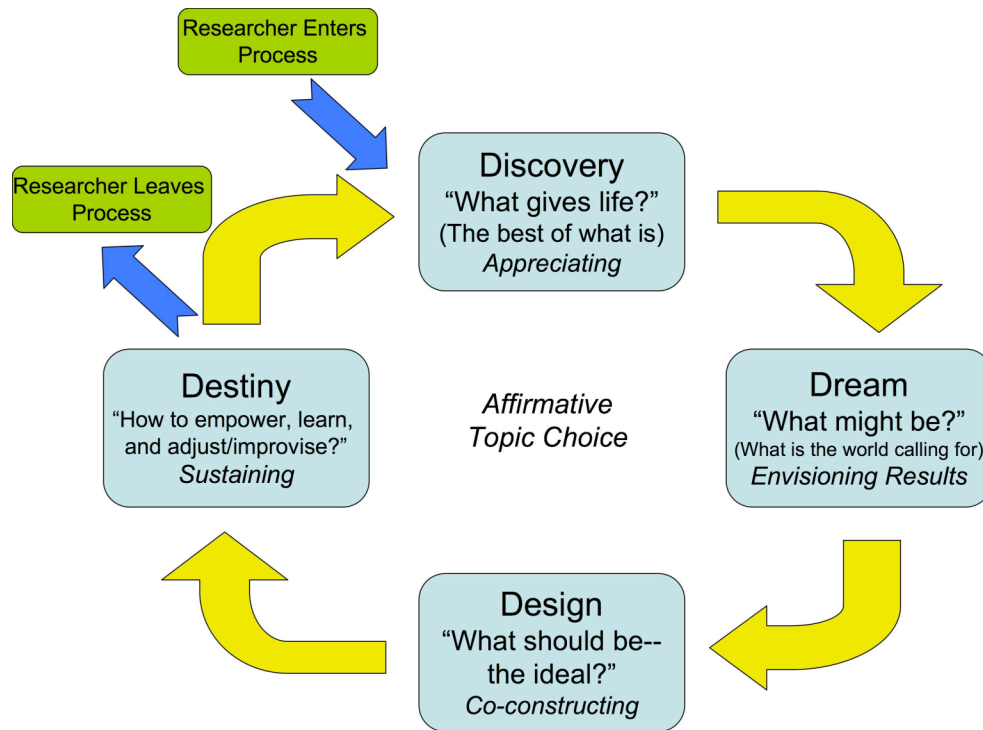 Researcher Enters
Process
Researcher Leaves
Process
Discovery
“What gives life?”
(The best of what is)
Appreciating
Destiny
“How to empower, learn,
and adjust/improvise?”
Sustaining
Affirmative
Topic Choice
Dream
“What might be?”
(What is the world calling for)
Envisioning Results
Design
“What should be--
the ideal?”
Co-constructing